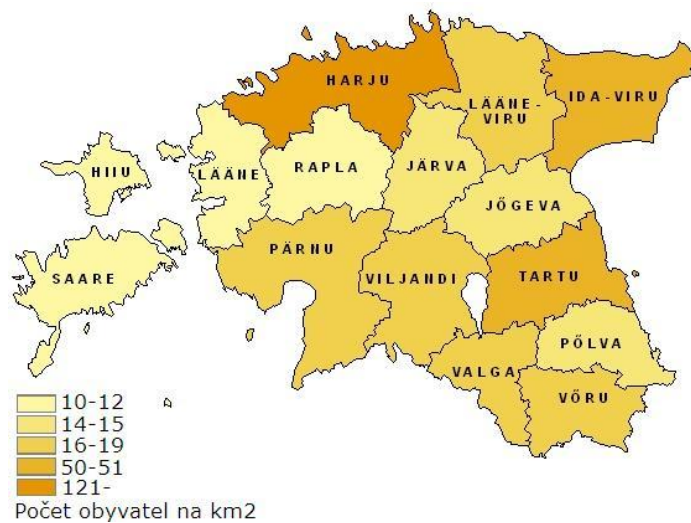 HARJU
LÄÄNE-
VIRU
IDA-VIRU
HIIU
LÄÄNE
RAPLA
JÄRVA
JÕGEVA
SAARE
PÄRNU
VILJANDI
TARTU
PÕLVA
VALGA
VÕRU
10-12
14-15
16-19
50-51
121-
Počet obyvatel na km2